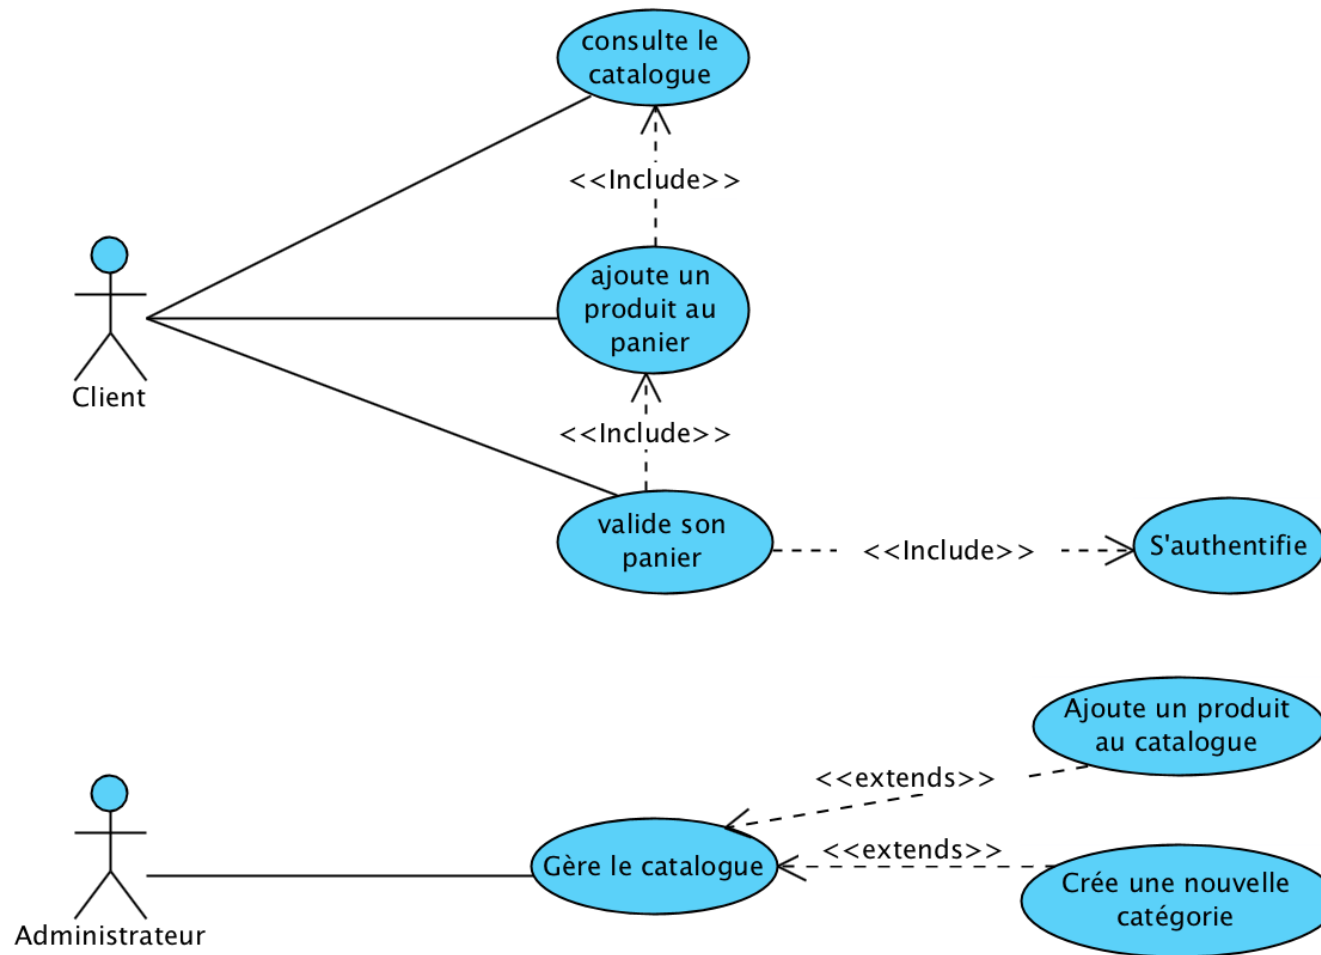 consulte le
catalogue
<<Include>>
ajoute un
produit au
panier
Client
<<Include>>
valide son
panier
<<Include>>
S'authentifie
Ajoute un produit
au catalogue
<<extends>>
Gère le catalogue
<<extends>>
Crée une nouvelle
catégorie
Administrateur